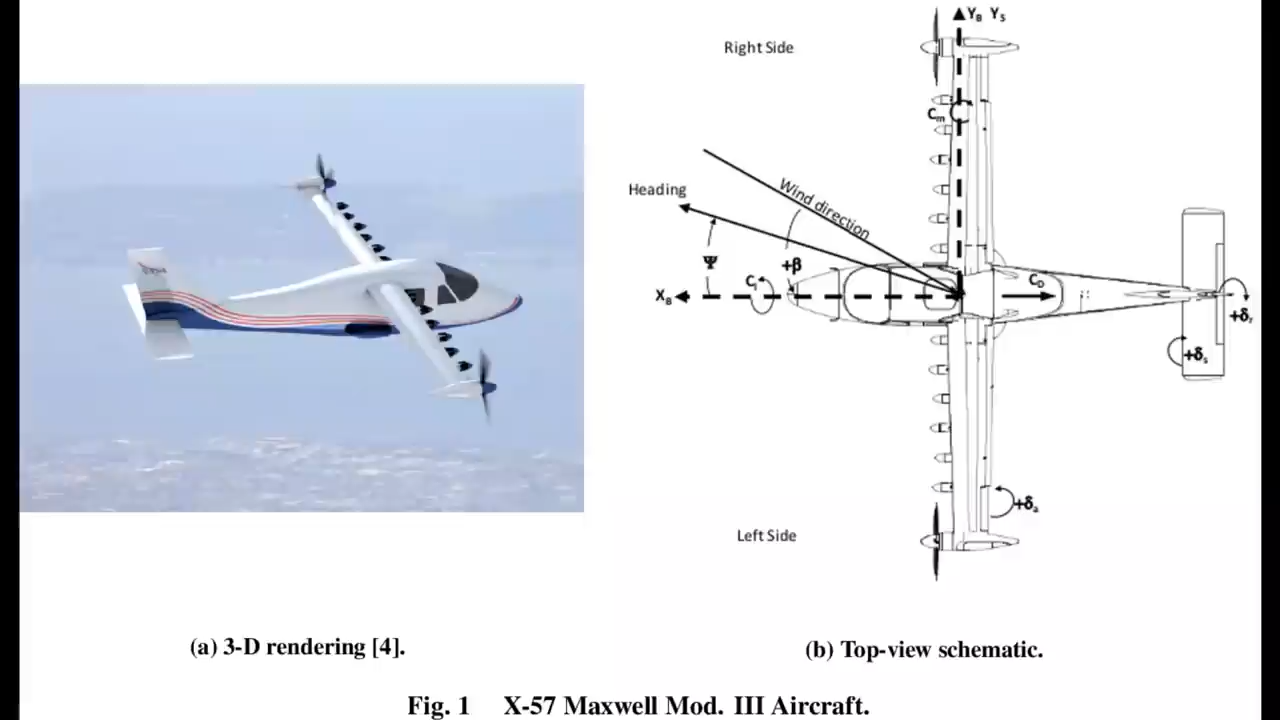 Right Side
Y_B Y_S
C_m
Wind direction
Heading
Ψ
+β
C_l
X_B
C_D
+δ_r
+δ_s
+δ_a
Left Side
(a) 3-D rendering [4].
(b) Top-view schematic.
Fig. 1 X-57 Maxwell Mod. III Aircraft.